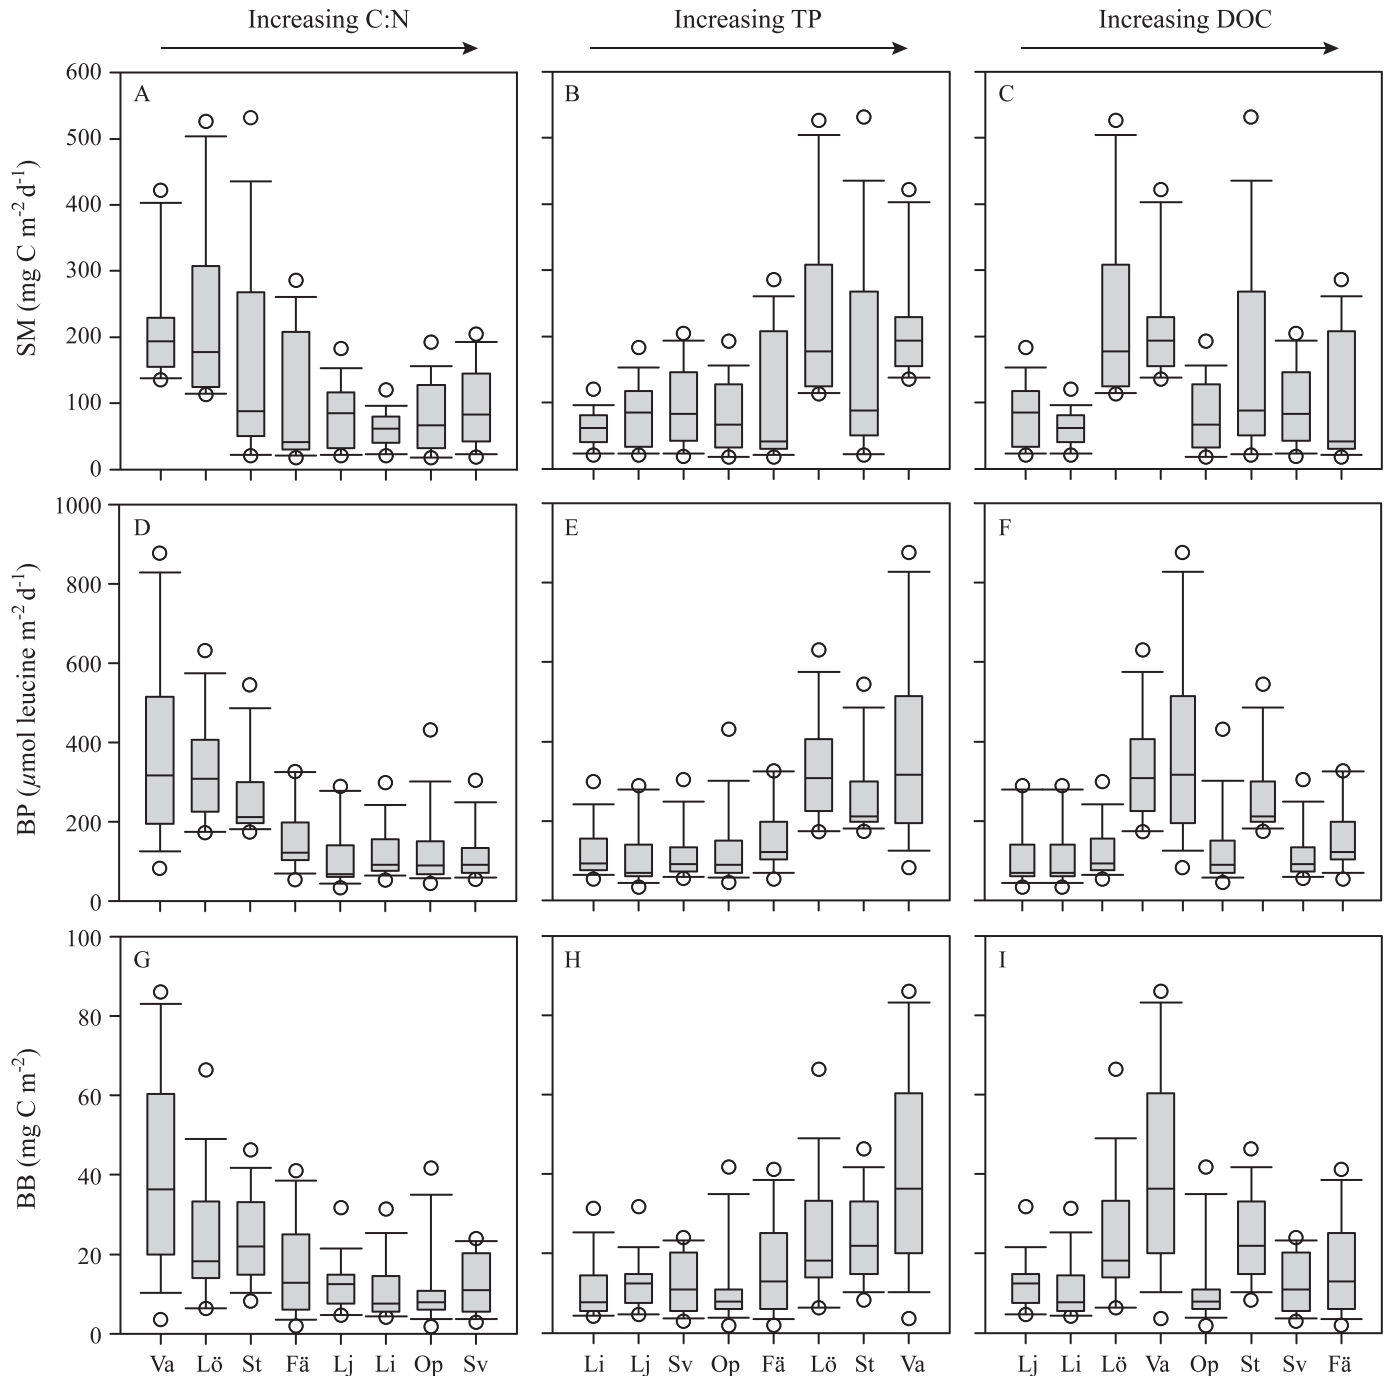 Increasing C:N
Increasing TP
Increasing DOC
SM (mg C m-2 d-1)
600
500
400
300
200
100
0
A
B
C
BP (μmol leucine m-2 d-1)
1000
800
600
400
200
0
D
E
F
BB (mg C m-2)
100
80
60
40
20
0
G
H
I
Va Lö St Fä Lj Li Op Sv
Li Lj Sv Op Fä Lö St Va
Lj Li Lö Va Op St Sv Fä